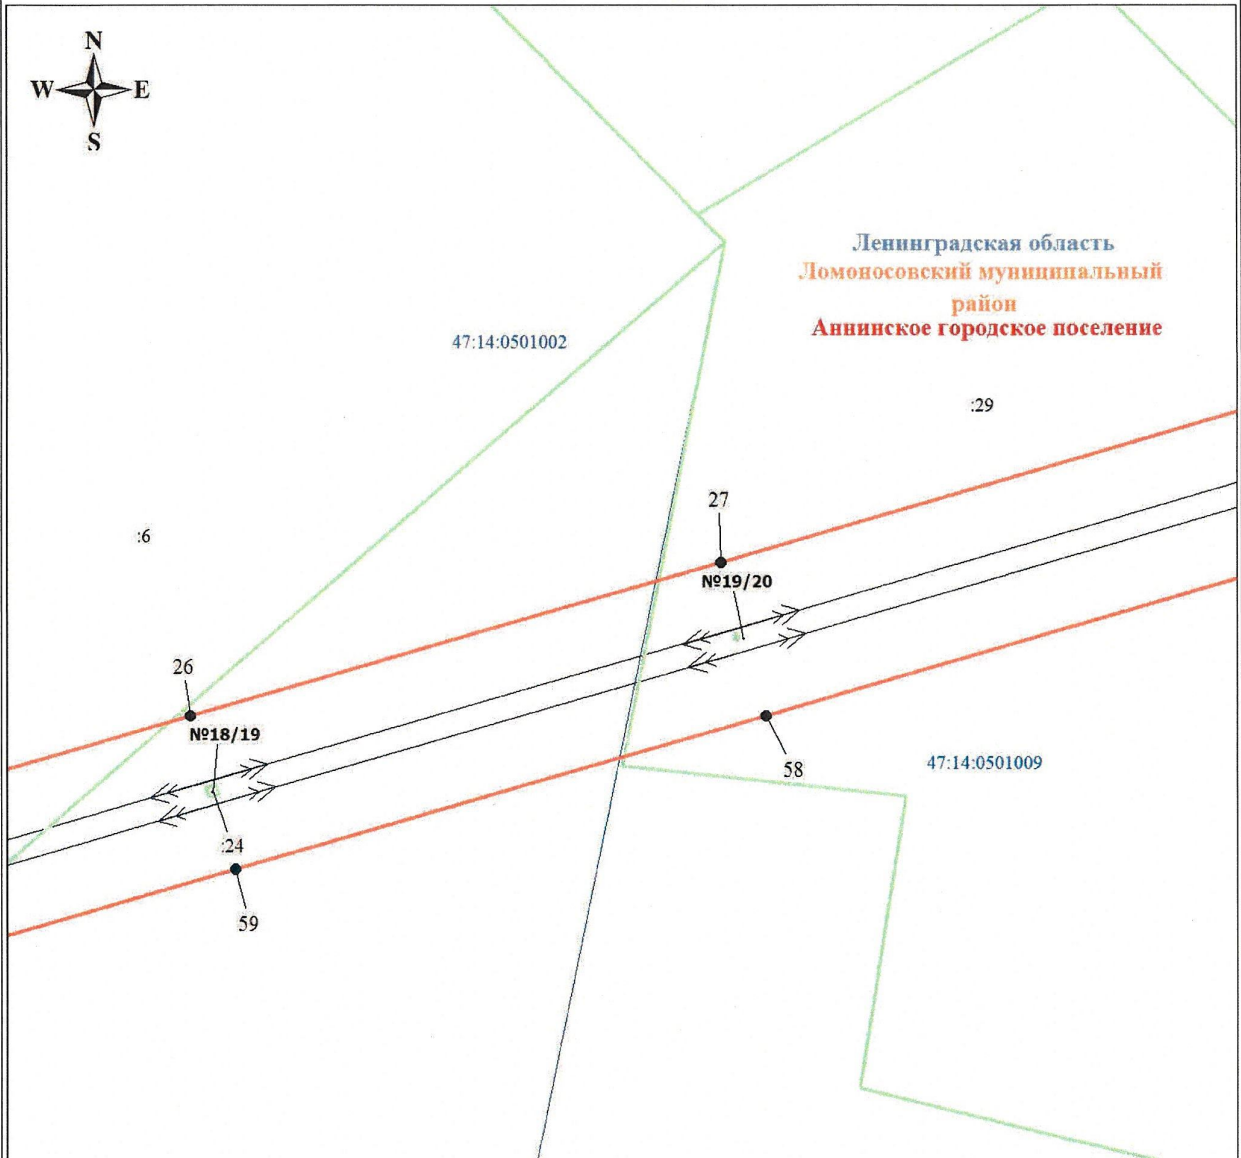 N
W E
S
Ленинградская область
Ломоносовский муниципальный
район
Аннинское городское поселение
47:14:0501002
:29
27
:6
№19/20
26
№18/19
58
47:14:0501009
:24
59